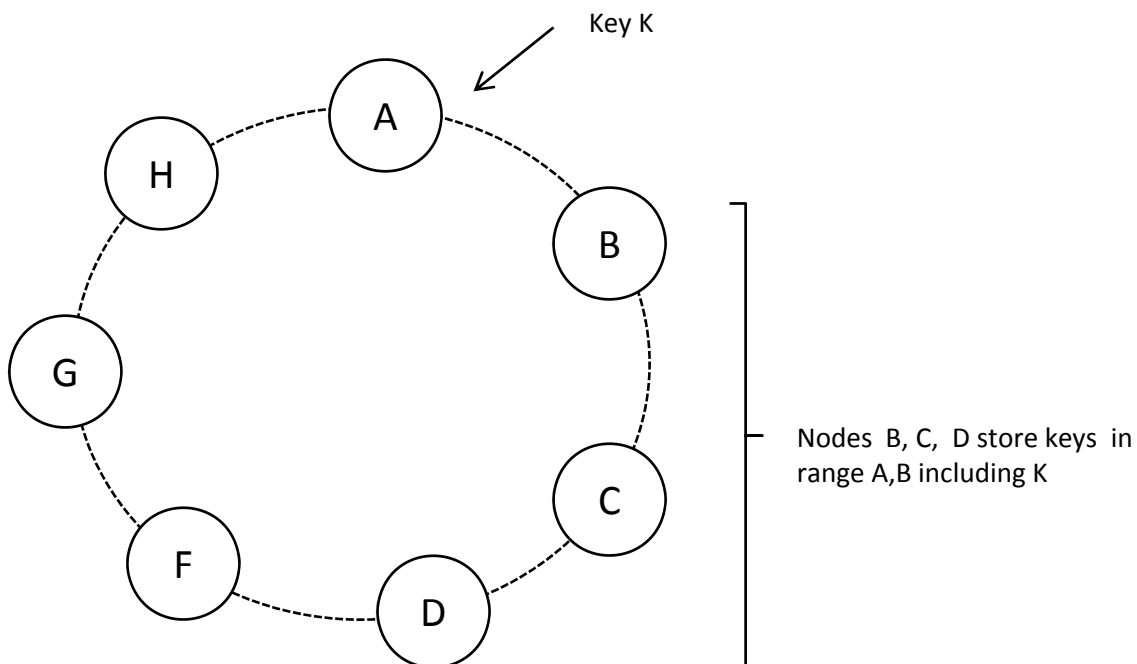 Key K
A
H
B
G
Nodes B, C, D store keys in
range A,B including K
C
F
D